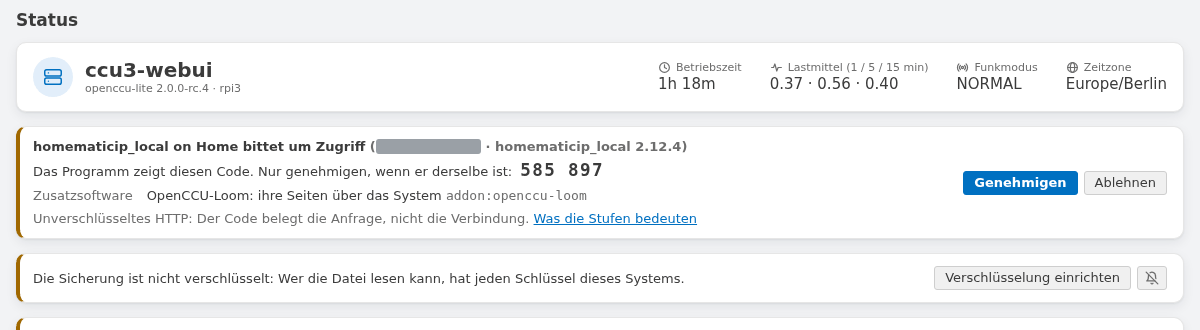 Status
ccu3-webui
openccu-lite 2.0.0-rc.4 · rpi3
Betriebszeit
1h 18m
Lastmittel (1 / 5 / 15 min)
0.37 · 0.56 · 0.40
Funkmodus
NORMAL
Zeitzone
Europe/Berlin
homematicip_local on Home bittet um Zugriff ( · homematicip_local 2.12.4)
Das Programm zeigt diesen Code. Nur genehmigen, wenn er derselbe ist: 585 897
Zusatzsoftware OpenCCU-Loom: ihre Seiten über das System addon:openccu-loom
Unverschlüsseltes HTTP: Der Code belegt die Anfrage, nicht die Verbindung. Was die Stufen bedeuten
Genehmigen
Ablehnen
Die Sicherung ist nicht verschlüsselt: Wer die Datei lesen kann, hat jeden Schlüssel dieses Systems.
Verschlüsselung einrichten